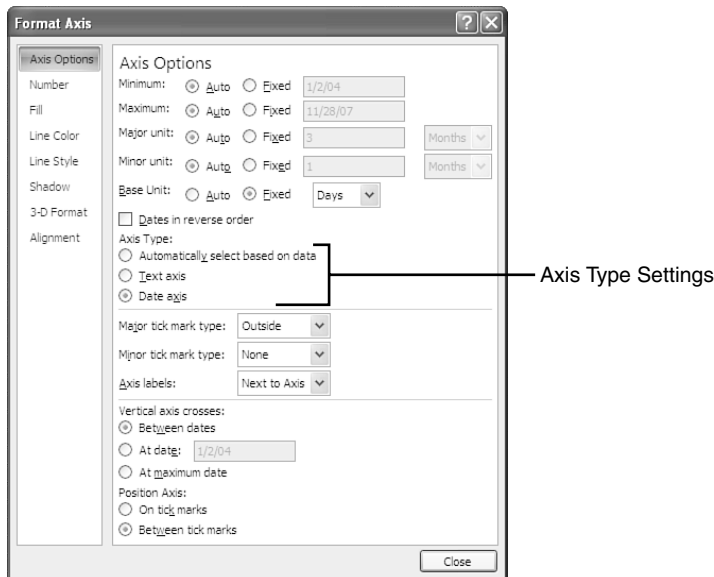 Format Axis
Axis Options
Number
Fill
Line Color
Line Style
Shadow
3-D Format
Alignment
Axis Options
Minimum: Auto Fixed 1/2/04
Maximum: Auto Fixed 11/28/07
Major unit: Auto Fixed 3 Months
Minor unit: Auto Fixed 1 Months
Base Unit: Auto Fixed Days
Dates in reverse order
Axis Type:
Automatically select based on data
Text axis
Date axis
Axis Type Settings
Major tick mark type: Outside
Minor tick mark type: None
Axis labels: Next to Axis
Vertical axis crosses:
Between dates
At date: 1/2/04
At maximum date
Position Axis:
On tick marks
Between tick marks
Close